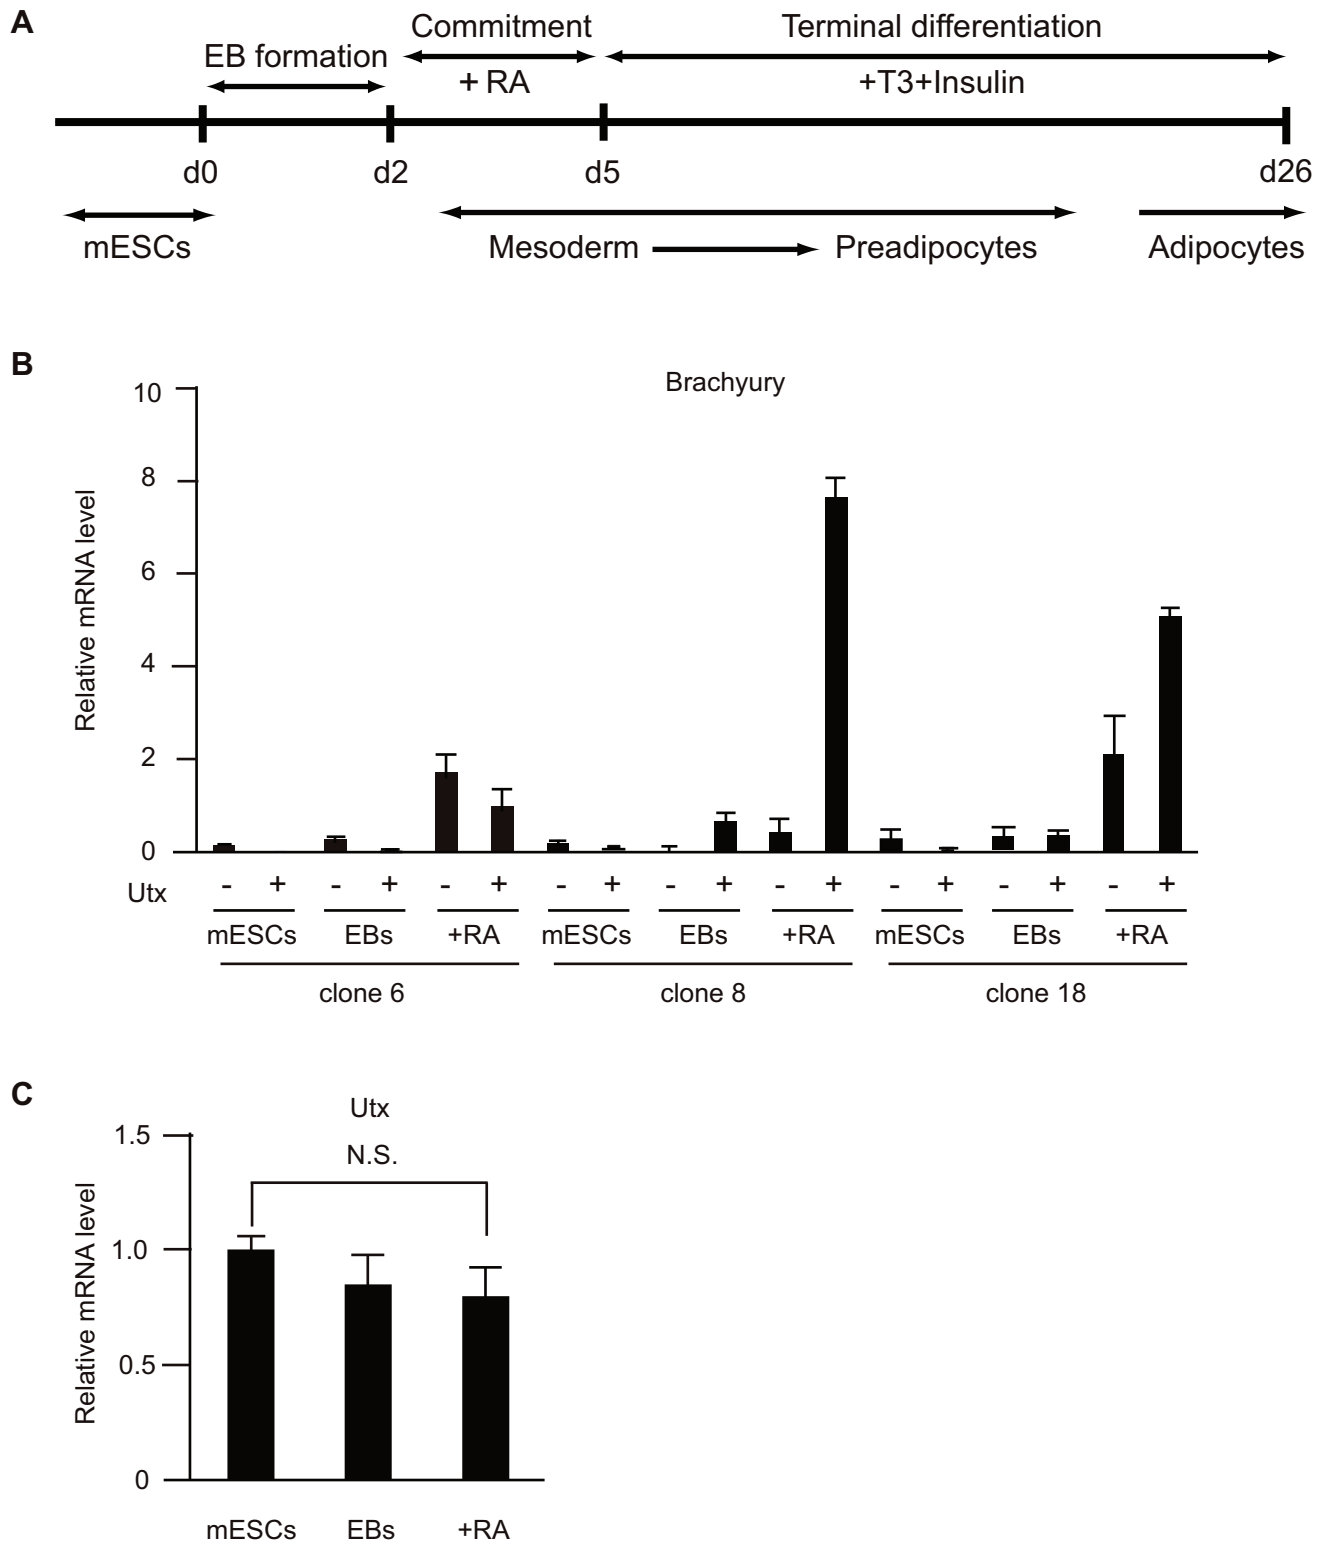 A
EB formation
Commitment
+ RA
Terminal differentiation
+T3+Insulin
d0
d2
d5
d26
mESCs
Mesoderm
Preadipocytes
Adipocytes
B
Brachyury
Relative mRNA level
10
8
6
4
2
0
Utx
- + - + - + - + - + - + - + - + - +
mESCs EBs +RA mESCs EBs +RA mESCs EBs +RA
clone 6 clone 8 clone 18
C
Utx
N.S.
Relative mRNA level
1.5
1.0
0.5
0
mESCs EBs +RA